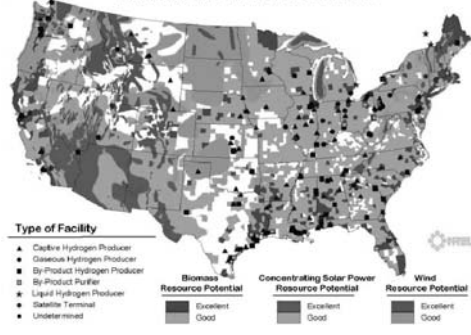 Type of Facility
Captive Hydrogen Producer
Gaseous Hydrogen Producer
By-Product Hydrogen Producer
By-Product Purifier
Liquid Hydrogen Producer
Satellite Terminal
Undetermined
Biomass
Resource Potential
Excellent
Good
Concentrating Solar Power
Resource Potential
Excellent
Good
Wind
Resource Potential
Excellent
Good